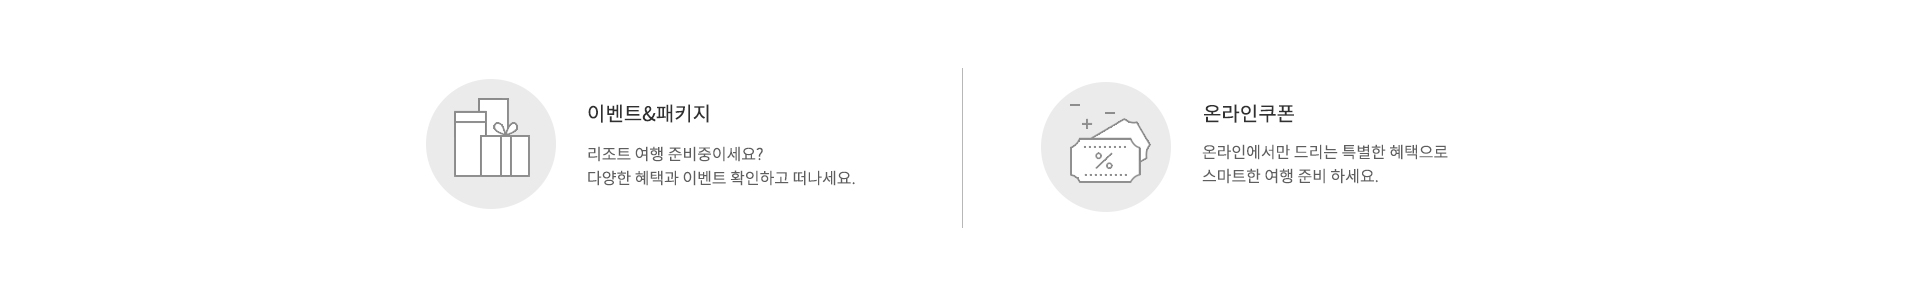 이벤트&패키지
리조트 여행 준비중이세요?
다양한 혜택과 이벤트 확인하고 떠나세요.
온라인쿠폰
온라인에서만 드리는 특별한 혜택으로
스마트한 여행 준비 하세요.